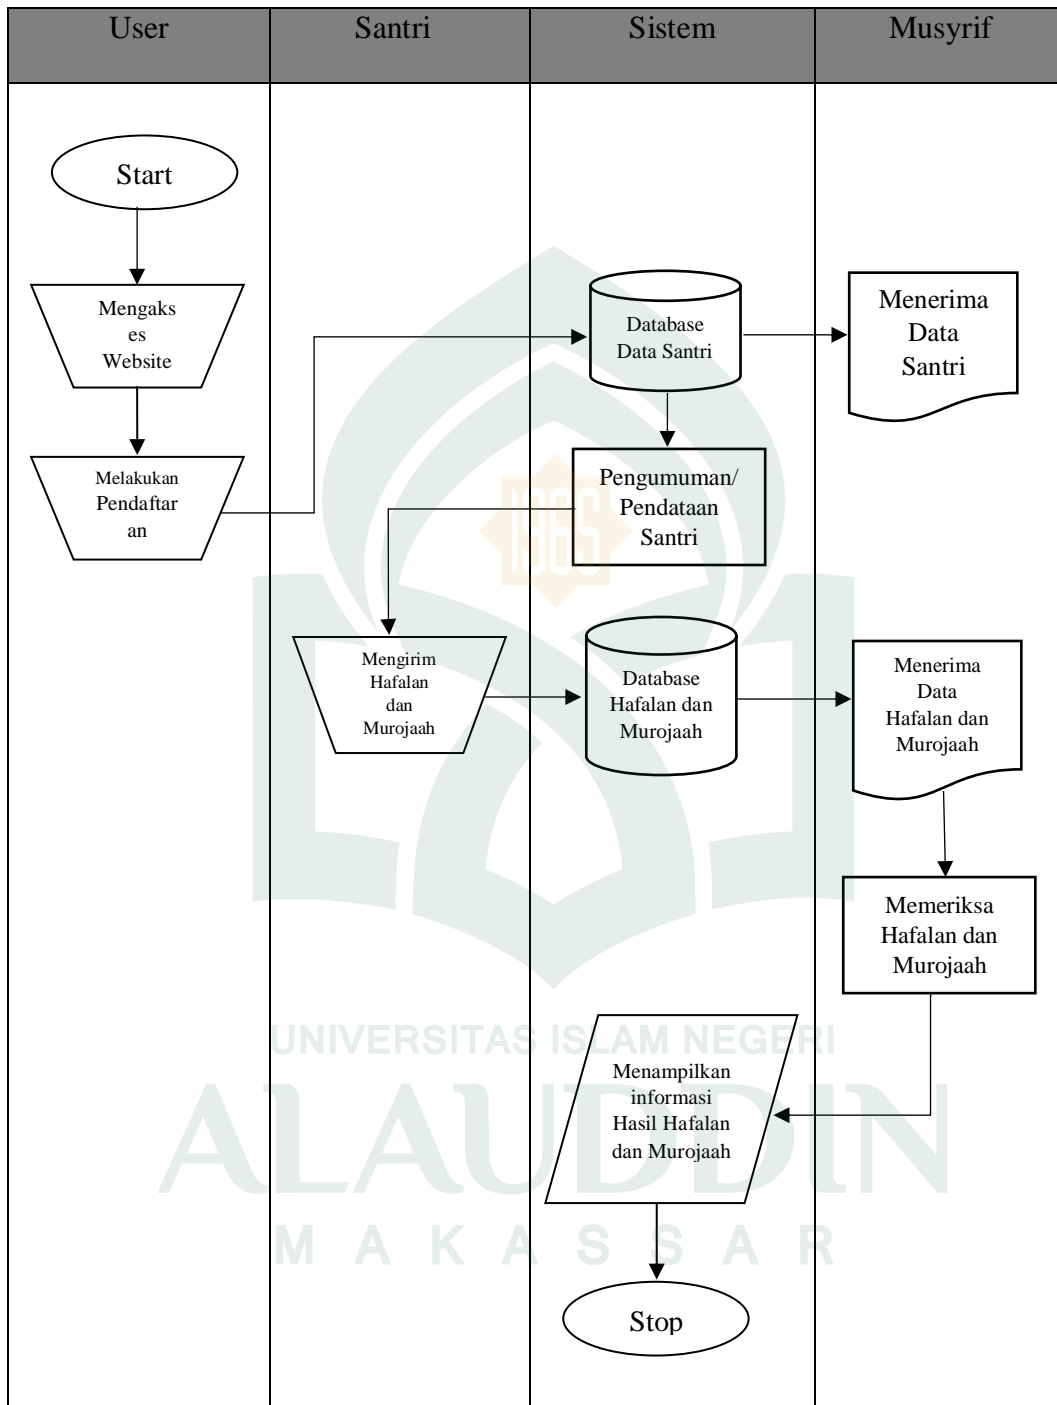 User
Santri
Sistem
Musyrif
Start
Mengaks
es
Website
Melakukan
Pendaftar
an
Database
Data Santri
Menerima
Data
Santri
Pengumuman/
Pendataan
Santri
1965
Mengirim
Hafalan
dan
Murojaah
Database
Hafalan dan
Murojaah
Menerima
Data
Hafalan dan
Murojaah
Memeriksa
Hafalan dan
Murojaah
UNIVERSITAS ISLAM NEGERI
ALAUDDIN
MAKASSAR
Menampilkan
informasi
Hasil Hafalan
dan Murojaah
Stop